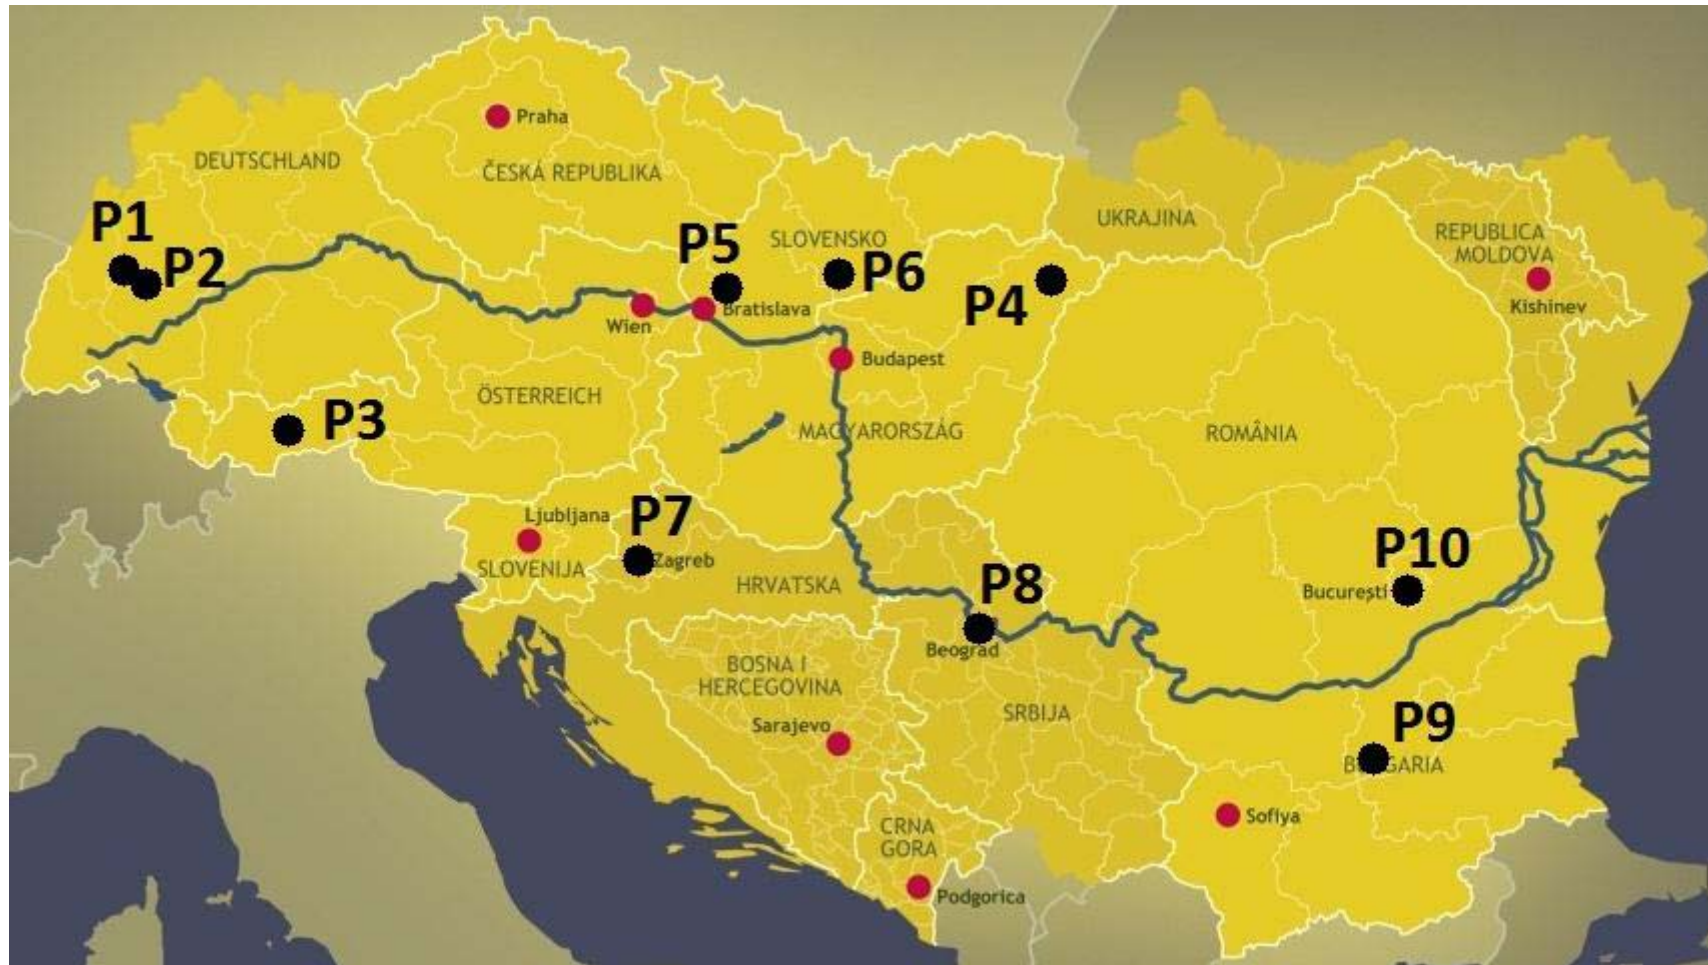 Praha
DEUTSCHLAND
ČESKÁ REPUBLIKA
P1
P2
P5
SLOVENSKO
P6
P4
UKRAJINA
REPUBLICA
MOLDOVA
Kishinev
Wien
Bratislava
Budapest
ÖSTERREICH
P3
MAGYARORSZÁG
ROMÂNIA
Ljubljana
P7
SLOVENIJA
Zagreb
HRVATSKA
P8
P10
București
Beograd
BOSNA I
HERCEGOVINA
SRBIJA
Sarajevo
P9
Sofiya
CRNA
GORA
Podgorica